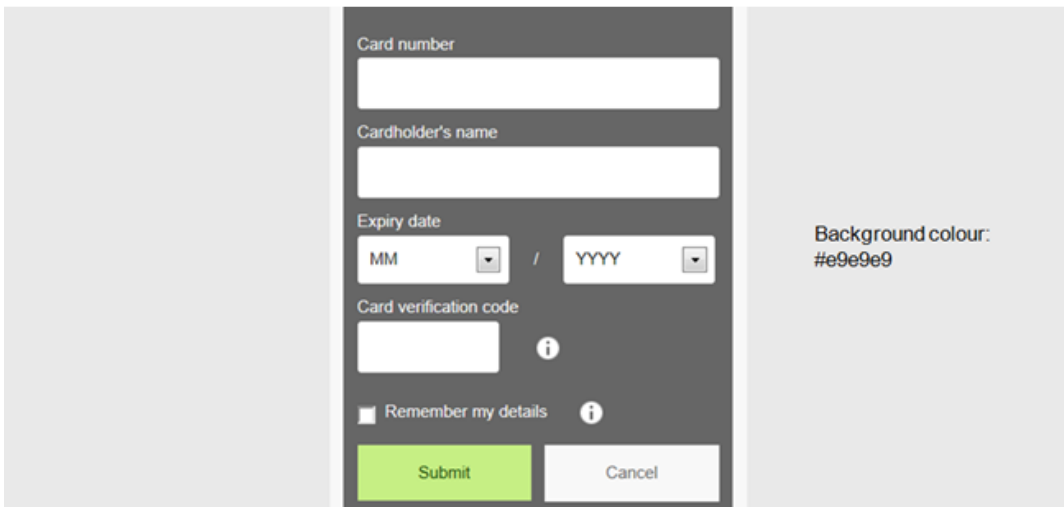 Card number
Cardholder's name
Expiry date
MM / YYYY
Card verification code
Remember my details
Submit Cancel
Background colour:
#e9e9e9